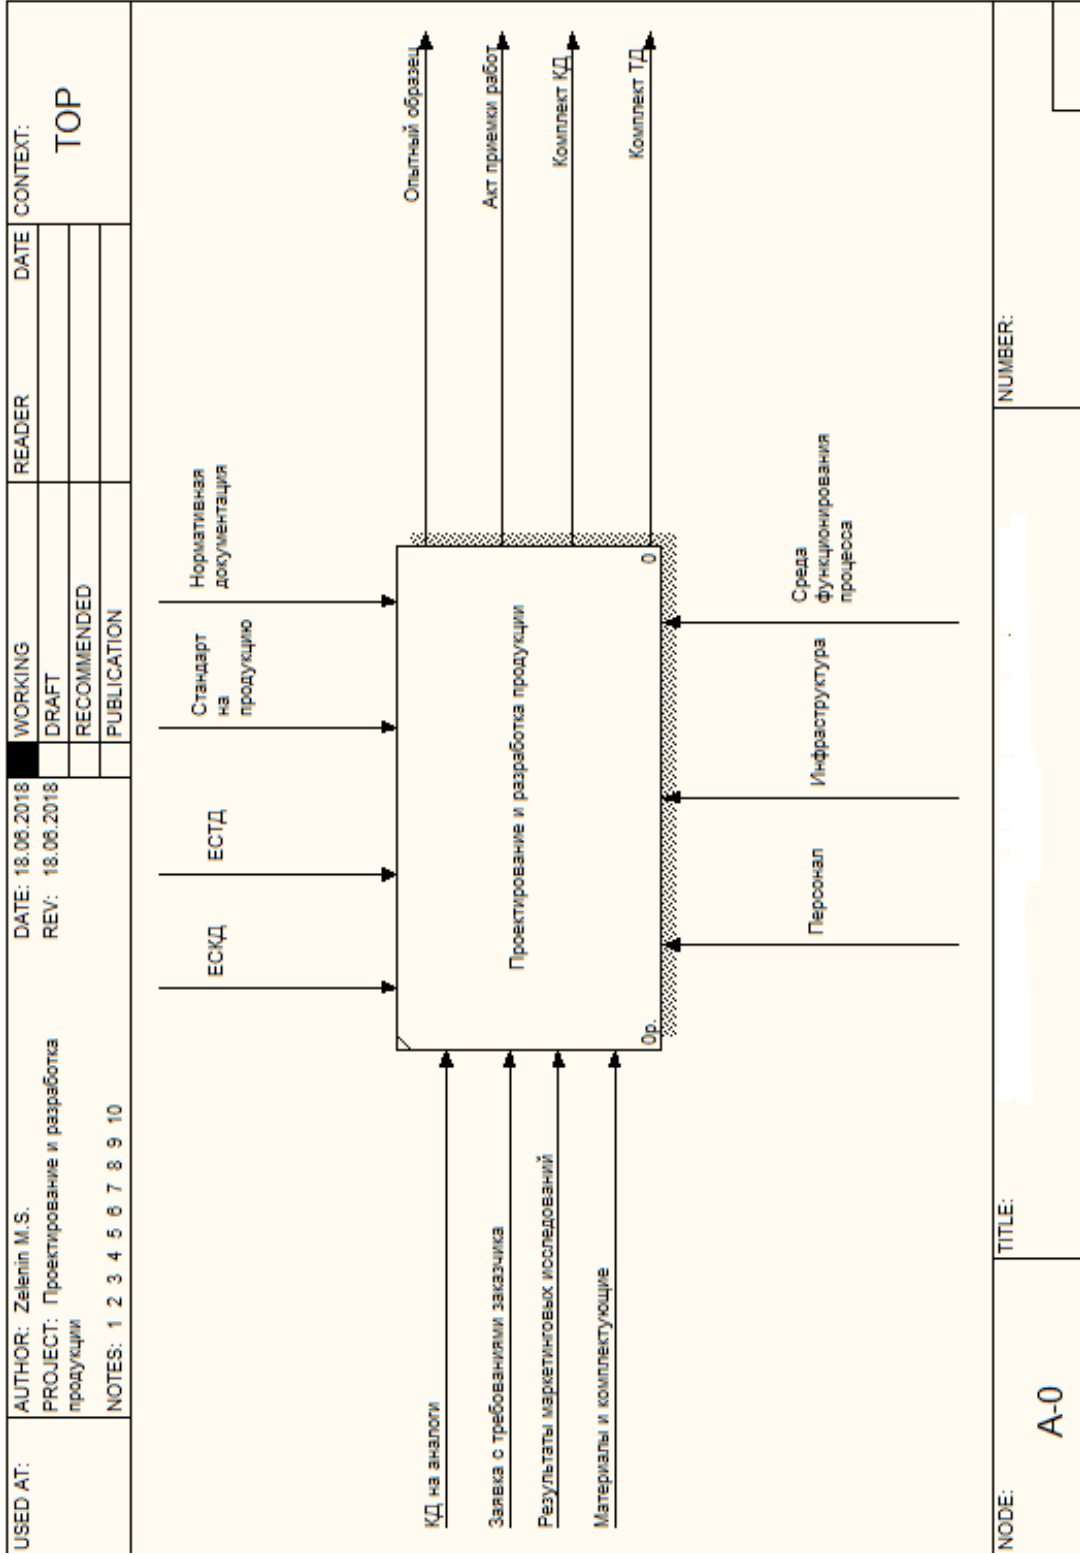 USED AT:
AUTHOR: Zelenin M.S.
PROJECT: Проектирование и разработка
продукции
NOTES: 1 2 3 4 5 6 7 8 9 10
DATE: 18.06.2018
REV: 18.06.2018
WORKING
DRAFT
RECOMMENDED
PUBLICATION
READER
DATE
CONTEXT:
TOP
ЕСКД
ЕСТД
Стандарт
на
продукцию
Нормативная
документация
КД на аналоги
Заявка с требованиями заказчика
Результаты маркетинговых исследований
Материалы и комплектующие
Проектирование и разработка продукции
0р.
0
Опытный образец
Акт приемки работ
Комплект КД
Комплект ТД
Персонал
Инфраструктура
Среда
функционирования
процесса
NODE:
A-0
TITLE:
NUMBER: